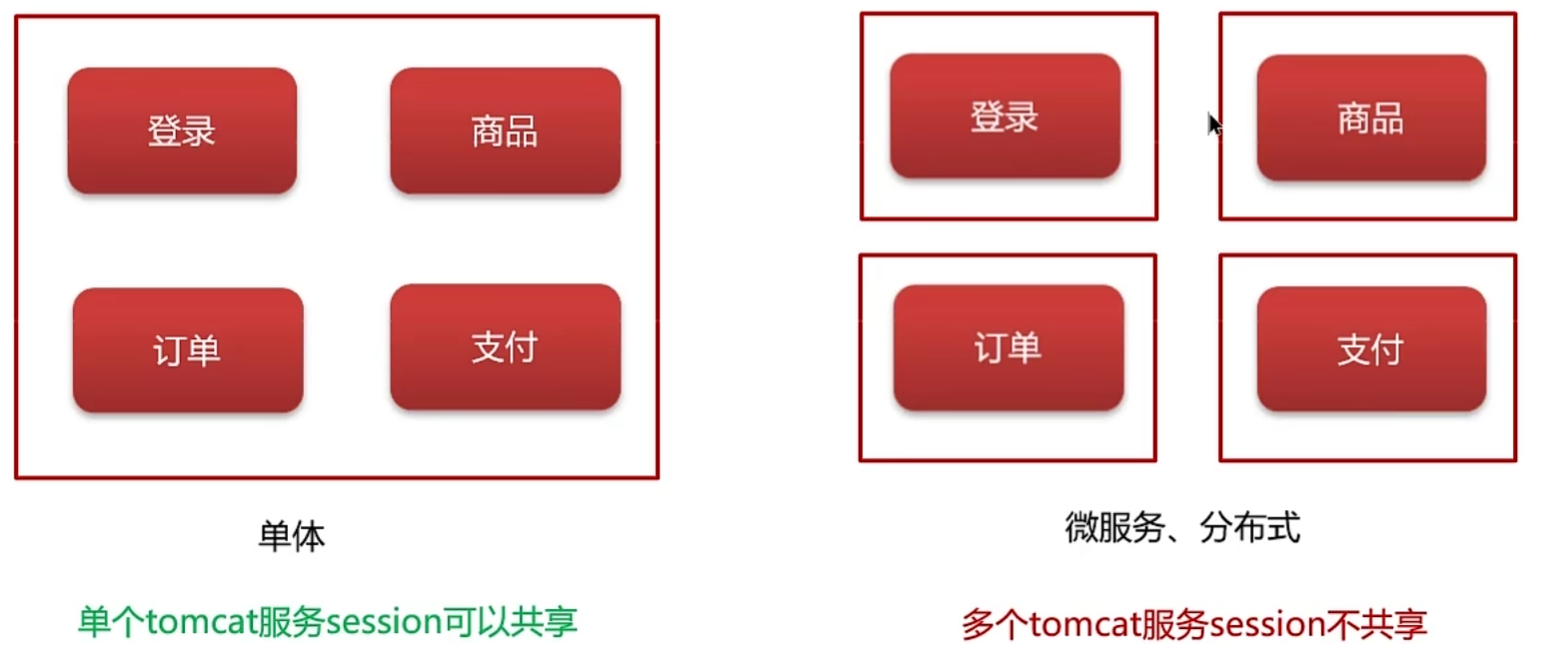 登录
商品
订单
支付
单体
单个tomcat服务session可以共享
登录
商品
订单
支付
微服务、分布式
多个tomcat服务session不共享